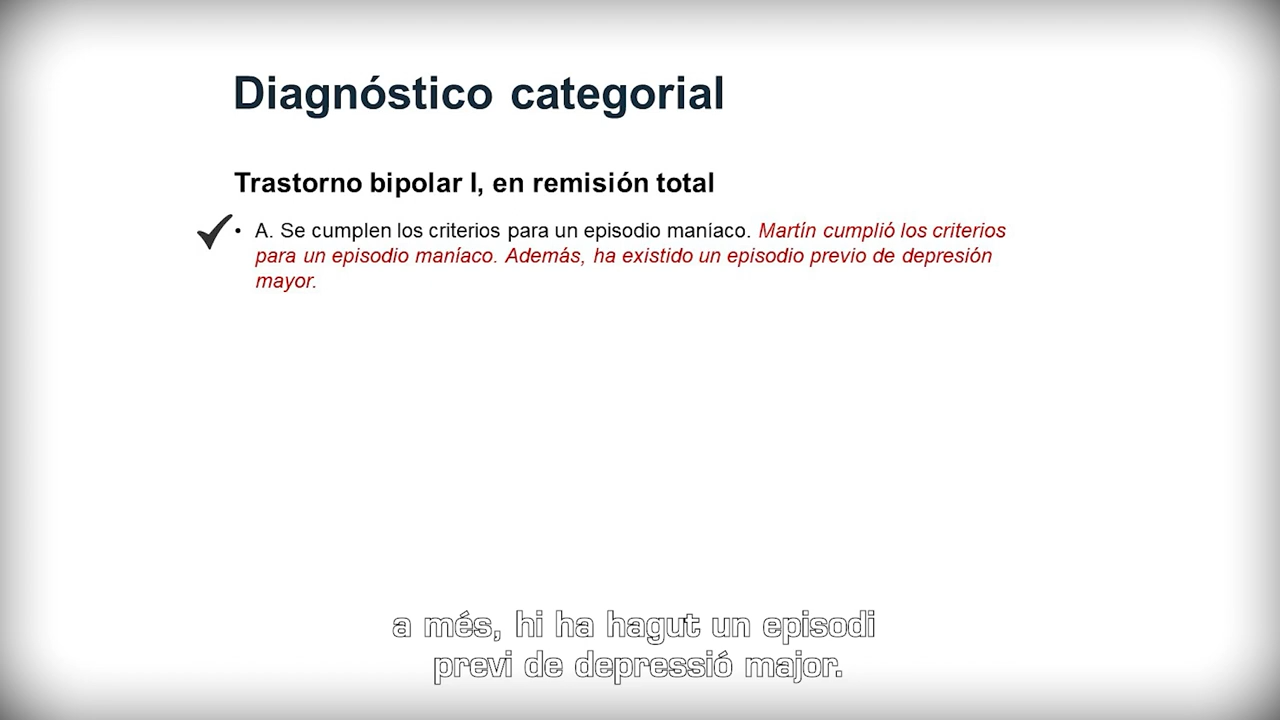 Diagnóstico categorial
Trastorno bipolar I, en remisión total
• A. Se cumplen los criterios para un episodio maníaco. Martín cumplió los criterios
para un episodio maníaco. Además, ha existido un episodio previo de depresión
mayor.
a més, hi ha hagut un episodi
previ de depressió major.